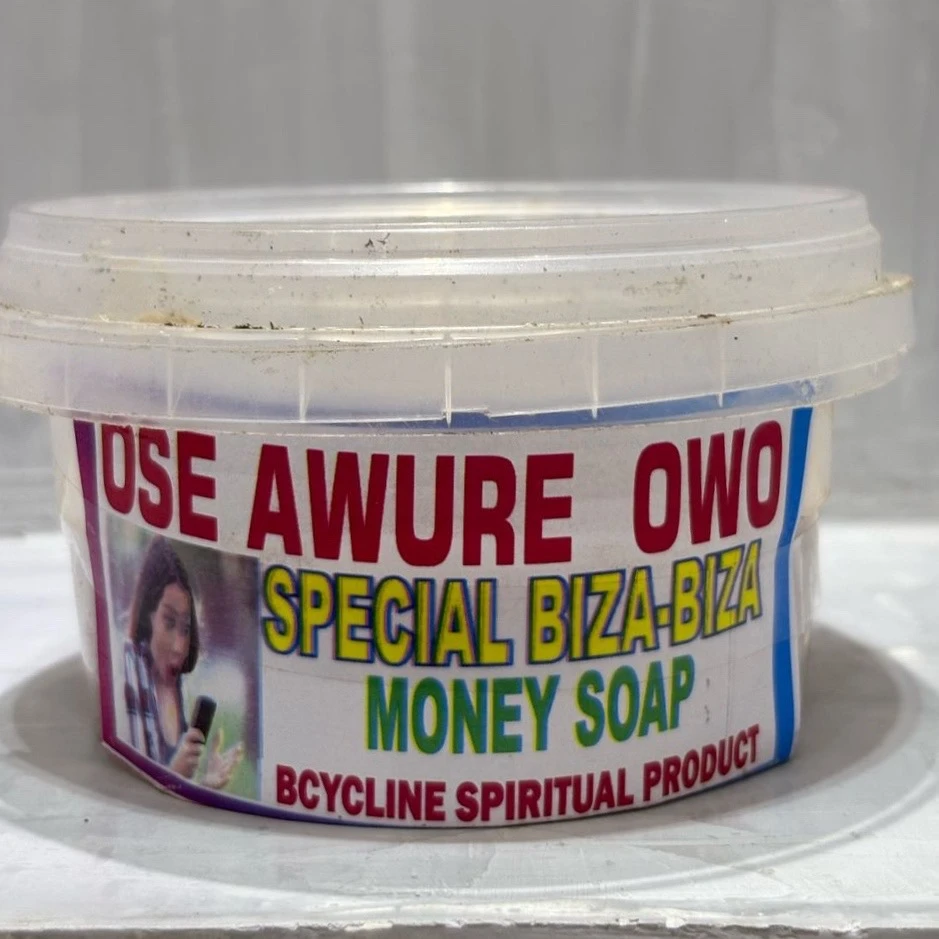 OSE AWURE OWO
SPECIAL BIZA-BIZA
MONEY SOAP
BCYCLINE SPIRITUAL PRODUCT